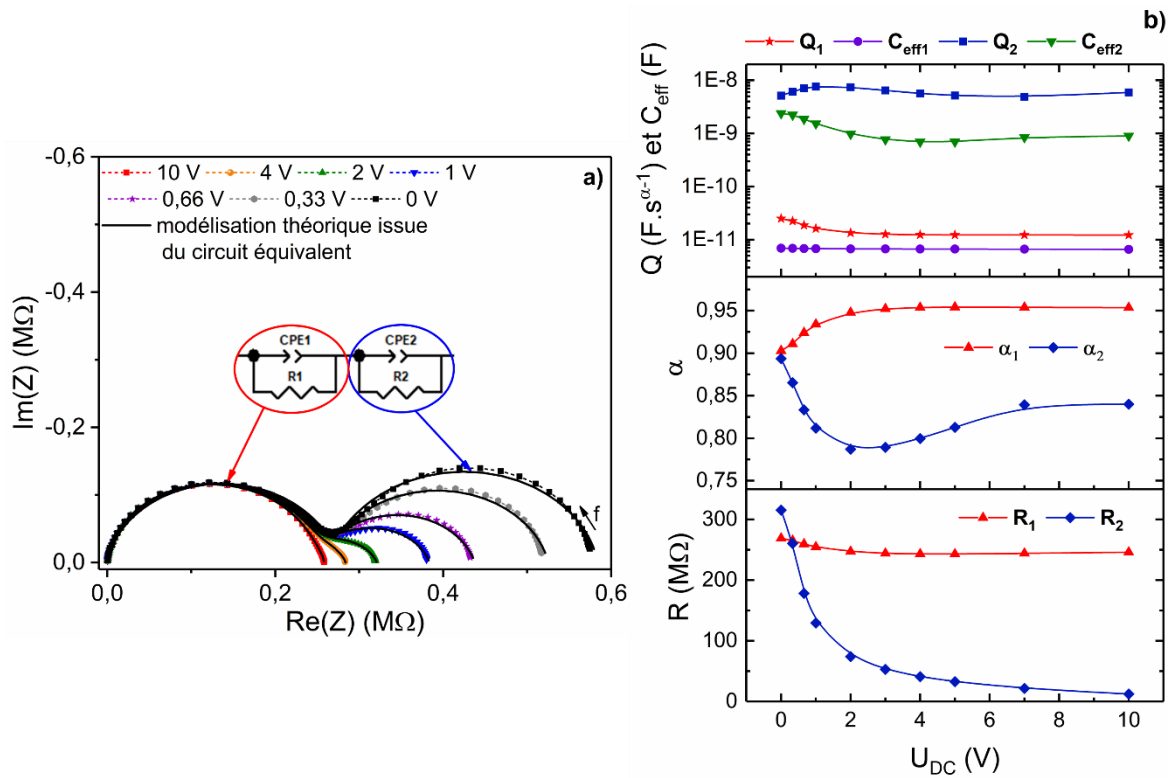 a)
10 V 4 V 2 V 1 V
0,66 V 0,33 V 0 V
modélisation théorique issue
du circuit équivalent
-0,6
-0,4
-0,2
0,0
Im(Z) (MΩ)
CPE1
R1
CPE2
R2
f
0,0 0,2 0,4 0,6
Re(Z) (MΩ)
b)
Q1 Ceff1 Q2 Ceff2
1E-8
1E-9
1E-10
1E-11
Q (F.s^α-1) et Ceff (F)
0,95
0,90
0,85
0,80
0,75
α
α1 α2
300
200
100
0
R (MΩ)
R1 R2
0 2 4 6 8 10
UDC (V)